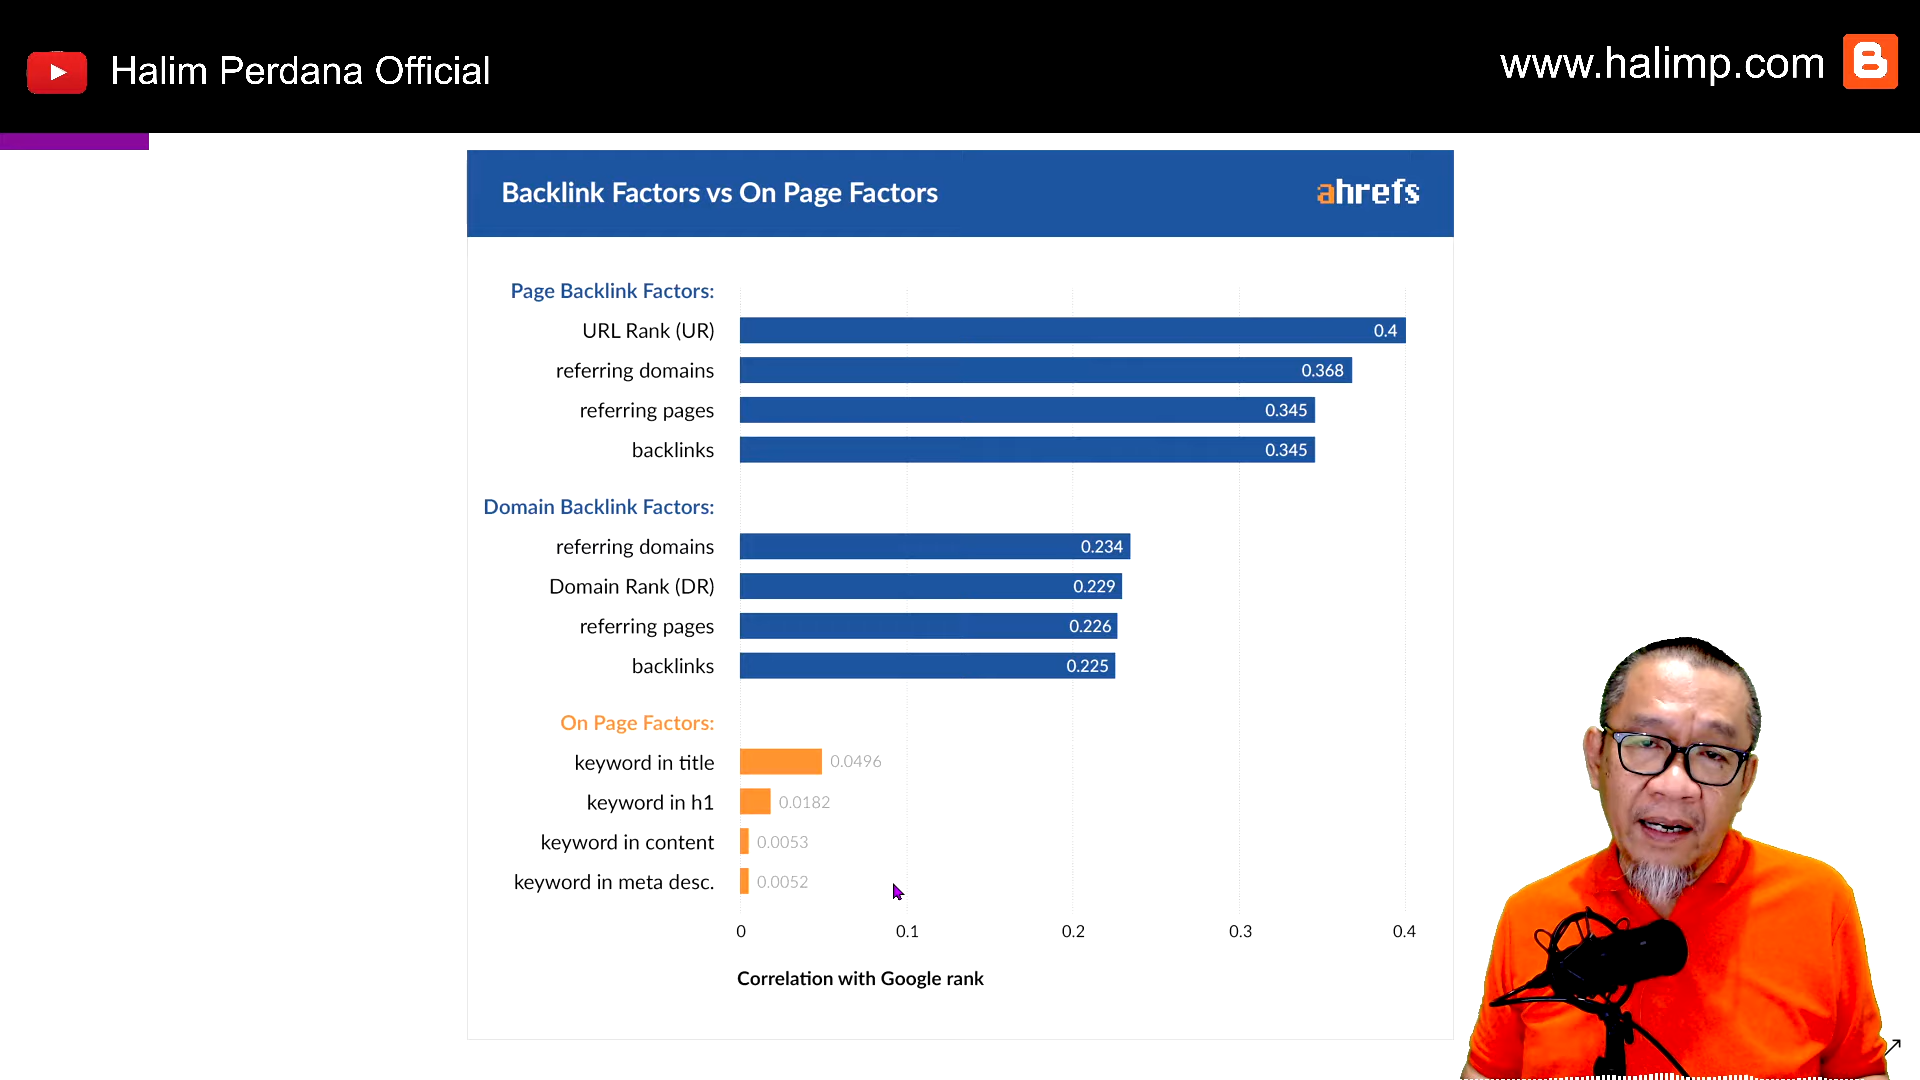 Halim Perdana Official
www.halimp.com
Backlink Factors vs On Page Factors
ahrefs
Page Backlink Factors:
URL Rank (UR) 0.4
referring domains 0.368
referring pages 0.345
backlinks 0.345
Domain Backlink Factors:
referring domains 0.234
Domain Rank (DR) 0.229
referring pages 0.226
backlinks 0.225
On Page Factors:
keyword in title 0.0496
keyword in h1 0.0182
keyword in content 0.0053
keyword in meta desc. 0.0052
0 0.1 0.2 0.3 0.4
Correlation with Google rank